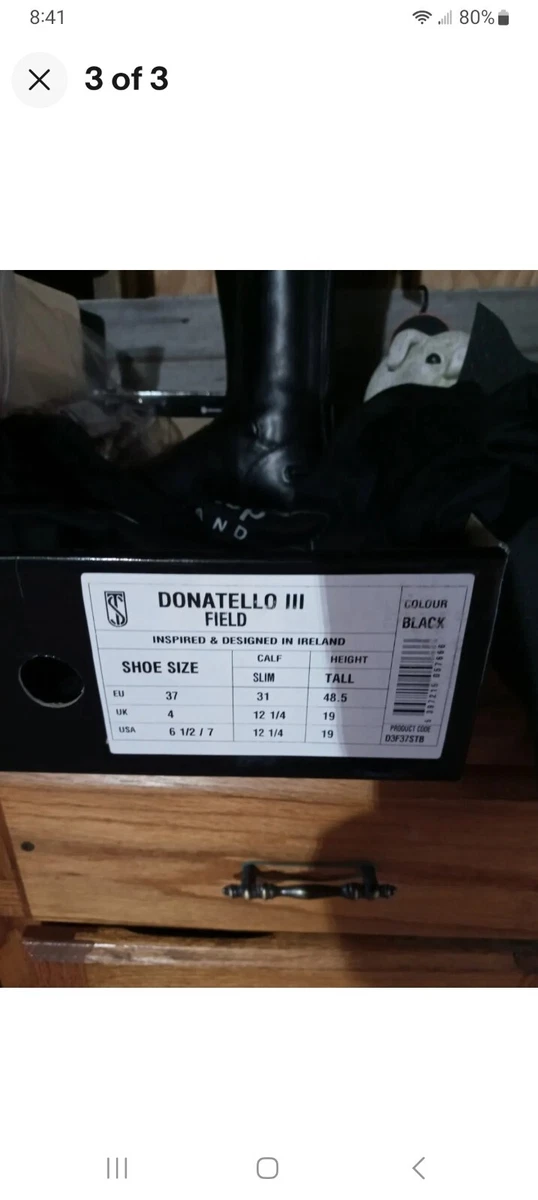 8:41
80%
3 of 3
AND
DONATELLO III
FIELD
INSPIRED & DESIGNED IN IRELAND
COLOUR
BLACK
SHOE SIZE
CALF
HEIGHT
SLIM
TALL
EU 37 31 48.5
UK 4 12 1/4 19
USA 6 1/2 / 7 12 1/4 19
PRODUCT CODE
D3F37STB